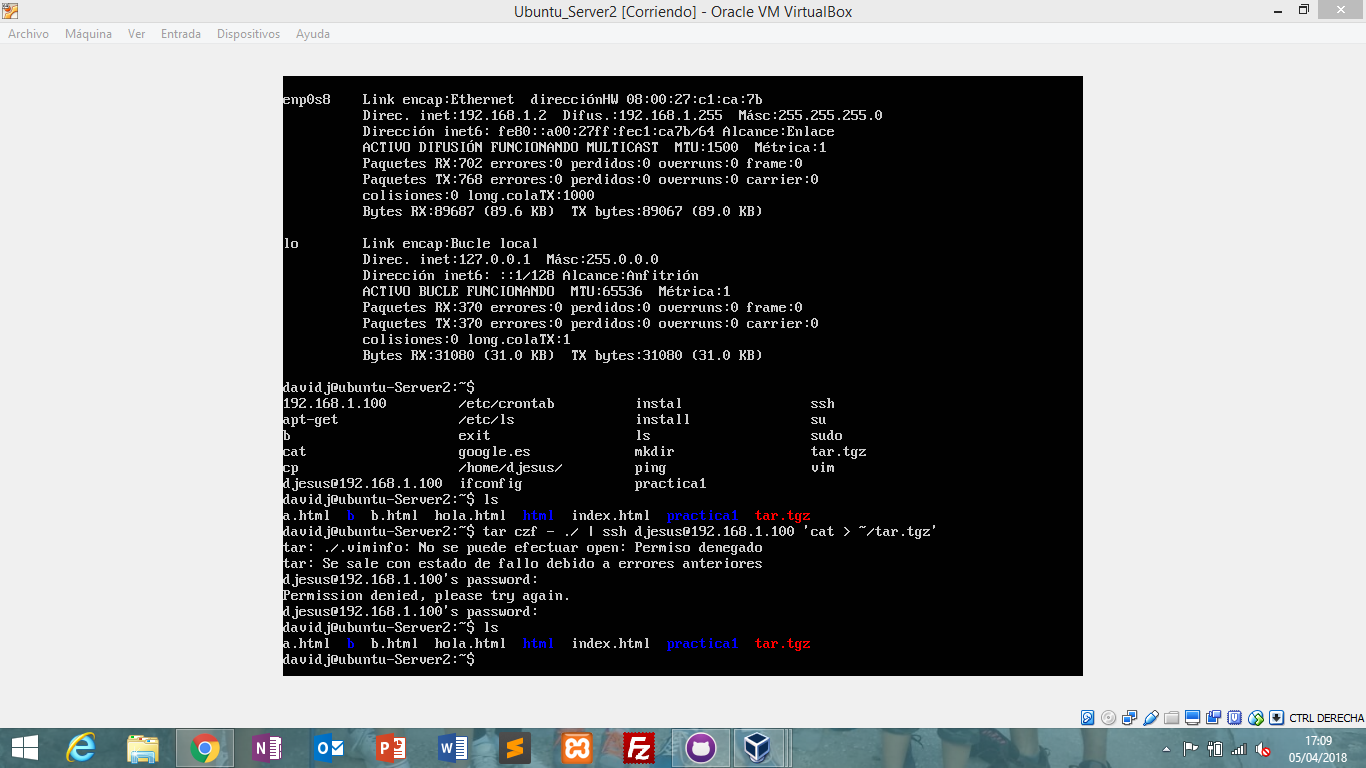 Ubuntu_Server2 [Corriendo] - Oracle VM VirtualBox
Archivo Máquina Ver Entrada Dispositivos Ayuda
enp0s8 Link encap:Ethernet direcciónHW 08:00:27:c1:ca:7b
Direc. inet:192.168.1.2 Difus.:192.168.1.255 Másc:255.255.255.0
Dirección inet6: fe80::a00:27ff:fec1:ca7b/64 Alcance:Enlace
ACTIVO DIFUSIÓN FUNCIONANDO MULTICAST MTU:1500 Métrica:1
Paquetes RX:702 errores:0 perdidos:0 overruns:0 frame:0
Paquetes TX:768 errores:0 perdidos:0 overruns:0 carrier:0
colisiones:0 long.colaTX:1000
Bytes RX:89687 (89.6 KB) TX bytes:89067 (89.0 KB)
lo Link encap:Bucle local
Direc. inet:127.0.0.1 Másc:255.0.0.0
Dirección inet6: ::1/128 Alcance:Anfitrión
ACTIVO BUCLE FUNCIONANDO MTU:65536 Métrica:1
Paquetes RX:370 errores:0 perdidos:0 overruns:0 frame:0
Paquetes TX:370 errores:0 perdidos:0 overruns:0 carrier:0
colisiones:0 long.colaTX:1
Bytes RX:31080 (31.0 KB) TX bytes:31080 (31.0 KB)
davidj@ubuntu-Server2:~$
192.168.1.100 /etc/crontab instal ssh
apt-get /etc/ls install su
b exit ls sudo
cat google.es mkdir tar.tgz
cp /home/djesus/ ping vim
djesus@192.168.1.100 ifconfig practica1
davidj@ubuntu-Server2:~$ ls
a.html b b.html hola.html html index.html practica1 tar.tgz
davidj@ubuntu-Server2:~$ tar czf - ./ | ssh djesus@192.168.1.100 'cat > ~/tar.tgz'
tar: ./.viminfo: No se puede efectuar open: Permiso denegado
tar: Se sale con estado de fallo debido a errores anteriores
djesus@192.168.1.100's password:
Permission denied, please try again.
djesus@192.168.1.100's password:
davidj@ubuntu-Server2:~$ ls
a.html b b.html hola.html html index.html practica1 tar.tgz
davidj@ubuntu-Server2:~$
CTRL DERECHA
17:09
05/04/2018